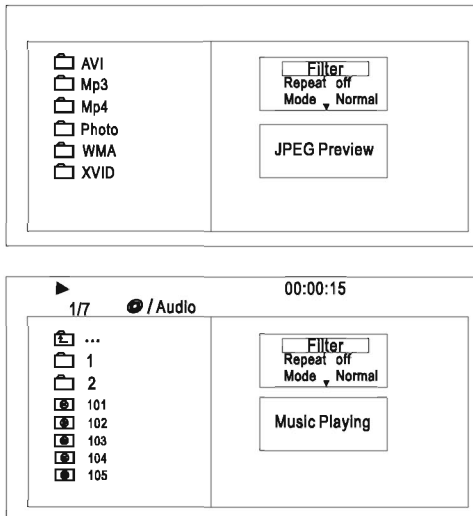 AVI
Mp3
Mp4
Photo
WMA
XVID
Filter
Repeat off
Mode Normal
JPEG Preview
00:00:15
1/7 / Audio
...
1
2
101
102
103
104
105
Filter
Repeat off
Mode Normal
Music Playing